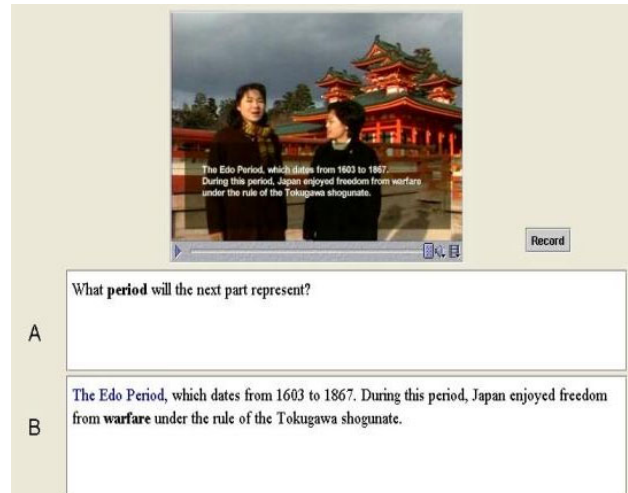 The Edo Period, which dates from 1603 to 1867.
During this period, Japan enjoyed freedom from warfare
under the rule of the Tokugawa shogunate.
Record
A
What period will the next part represent?
B
The Edo Period, which dates from 1603 to 1867. During this period, Japan enjoyed freedom
from warfare under the rule of the Tokugawa shogunate.